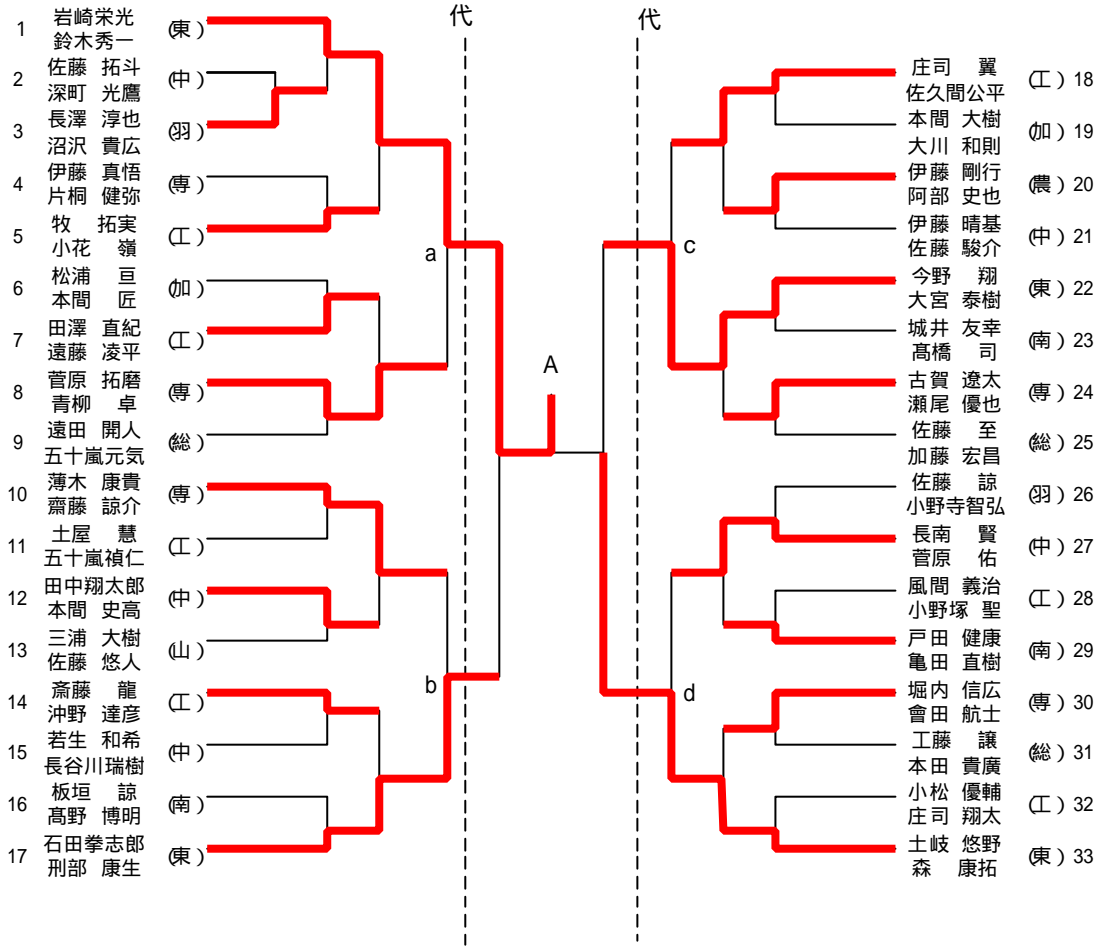 代 代
1 岩崎栄光 (東)
鈴木秀一
2 佐藤 拓斗 (中)
深町 光鷹
3 長澤 淳也 (羽)
沼沢 貴広
4 伊藤 真悟 (専)
片桐 健弥
5 牧 拓実 (工)
小花 嶺
6 松浦 亘 (加)
本間 匠
7 田澤 直紀 (工)
遠藤 凌平
8 菅原 拓磨 (専)
青柳 卓
9 遠田 開人 (総)
五十嵐元気
10 薄木 康貴 (専)
齋藤 諒介
11 土屋 慧 (工)
五十嵐禎仁
12 田中翔太郎 (中)
本間 史高
13 三浦 大樹 (山)
佐藤 悠人
14 斎藤 龍 (工)
沖野 達彦
15 若生 和希 (中)
長谷川瑞樹
16 板垣 諒 (南)
髙野 博明
17 石田拳志郎 (東)
刑部 康生
a
b
A
c
d
庄司 翼 (工) 18
佐久間公平
本間 大樹 (加) 19
大川 和則
伊藤 剛行 (農) 20
阿部 史也
伊藤 晴基 (中) 21
佐藤 駿介
今野 翔 (東) 22
大宮 泰樹
城井 友幸 (南) 23
髙橋 司
古賀 遼太 (専) 24
瀬尾 優也
佐藤 至 (総) 25
加藤 宏昌
佐藤 諒 (羽) 26
小野寺智弘
長南 賢 (中) 27
菅原 佑
風間 義治 (工) 28
小野塚 聖
戸田 健康 (南) 29
亀田 直樹
堀内 信広 (専) 30
會田 航士
工藤 譲 (総) 31
本田 貴廣
小松 優輔 (工) 32
庄司 翔太
土岐 悠野 (東) 33
森 康拓